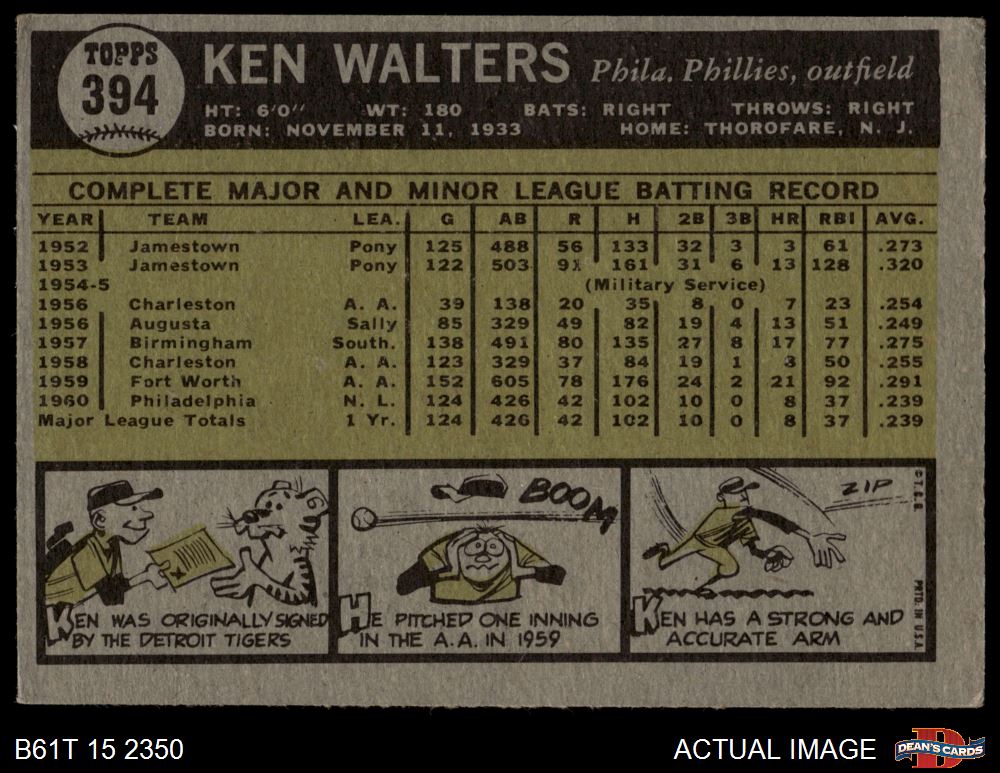 TOPPS
394
KEN WALTERS Phila. Phillies, outfield
HT: 6'0" WT: 180 BATS: RIGHT THROWS: RIGHT
BORN: NOVEMBER 11, 1933 HOME: THOROFARE, N. J.
COMPLETE MAJOR AND MINOR LEAGUE BATTING RECORD
YEAR TEAM LEA. G AB R H 2B 3B HR RBI AVG.
1952 Jamestown Pony 125 488 56 133 32 3 3 61 .273
1953 Jamestown Pony 122 503 91 161 31 6 13 128 .320
1954-5 (Military Service)
1956 Charleston A. A. 39 138 20 35 8 0 7 23 .254
1956 Augusta Sally 85 329 49 82 19 4 13 51 .249
1957 Birmingham South. 138 491 80 135 27 8 17 77 .275
1958 Charleston A. A. 123 329 37 84 19 1 3 50 .255
1959 Fort Worth A. A. 152 605 78 176 24 2 21 92 .291
1960 Philadelphia N. L. 124 426 42 102 10 0 8 37 .239
Major League Totals 1 Yr. 124 426 42 102 10 0 8 37 .239
KEN WAS ORIGINALLY SIGNED
BY THE DETROIT TIGERS
BOOM
HE PITCHED ONE INNING
IN THE A.A. IN 1959
ZIP
KEN HAS A STRONG AND
ACCURATE ARM
© T.C.G.
PRTD. IN U.S.A.
B61T 15 2350
ACTUAL IMAGE
D
DEAN'S CARDS